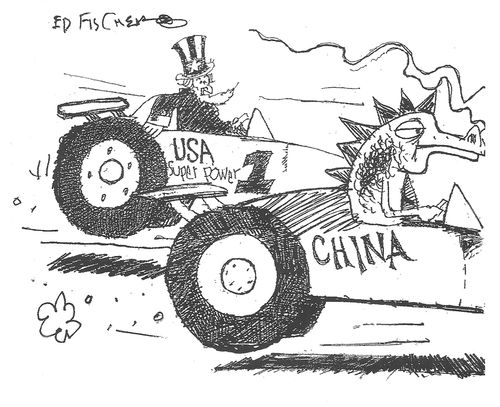 ED FISCHER
USA
Super Power
1
CHINA